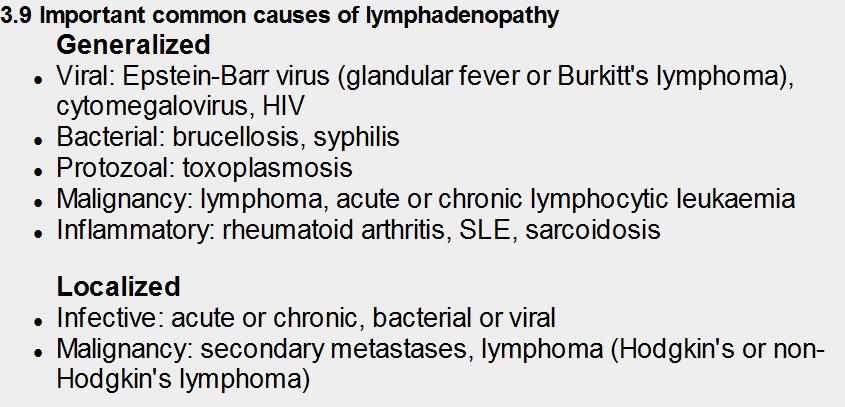 3.9 Important common causes of lymphadenopathy
Generalized
• Viral: Epstein-Barr virus (glandular fever or Burkitt's lymphoma),
cytomegalovirus, HIV
• Bacterial: brucellosis, syphilis
• Protozoal: toxoplasmosis
• Malignancy: lymphoma, acute or chronic lymphocytic leukaemia
• Inflammatory: rheumatoid arthritis, SLE, sarcoidosis
Localized
• Infective: acute or chronic, bacterial or viral
• Malignancy: secondary metastases, lymphoma (Hodgkin's or non-
Hodgkin's lymphoma)